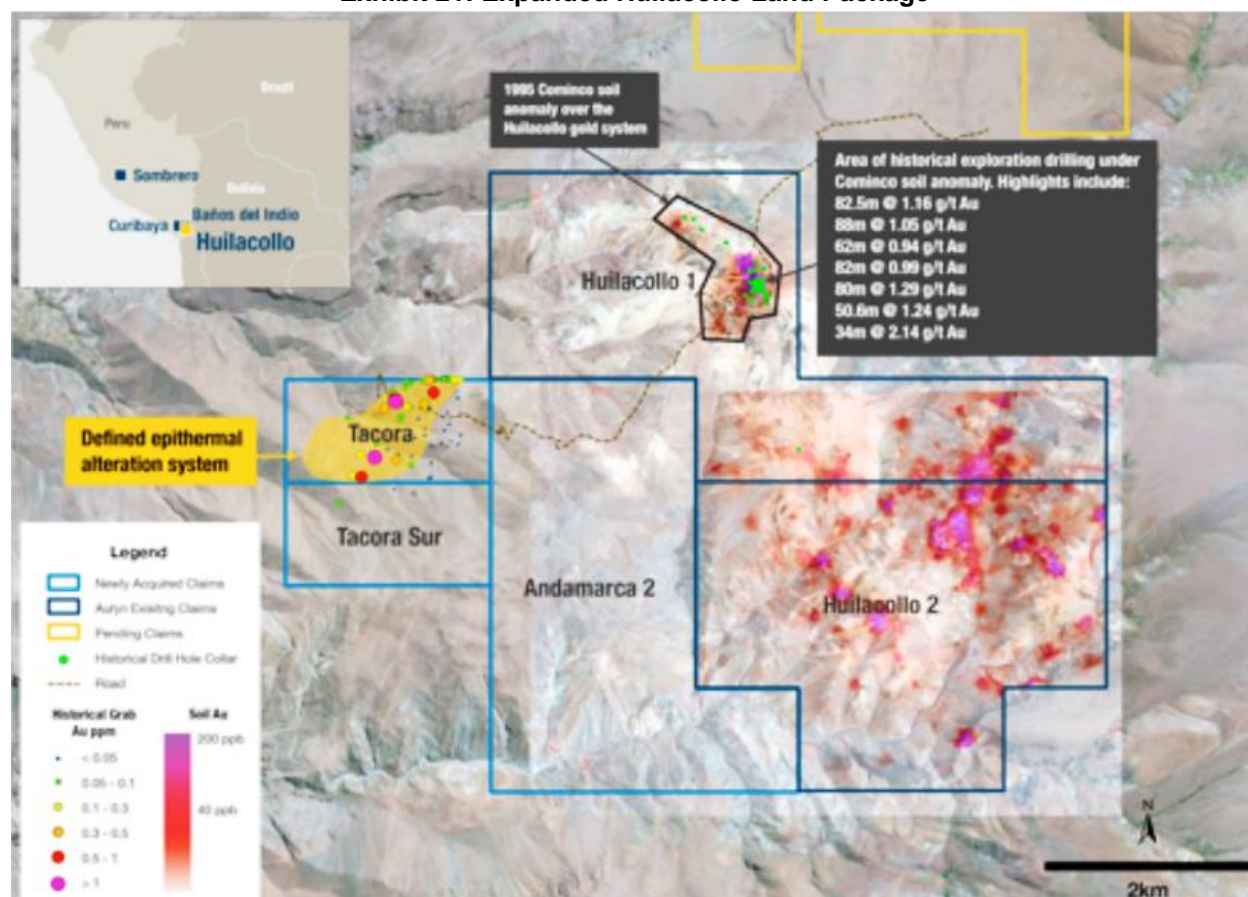 Exhibit 21: Expanded Huilacollo Land Package
Brazil
Peru
Bolivia
Sombrero
Baños del Indio
Curibaya
Huilacollo
1995 Cominco soil
anomaly over the
Huilacollo gold system
Area of historical exploration drilling under
Cominco soil anomaly. Highlights include:
82.5m @ 1.16 g/t Au
88m @ 1.05 g/t Au
62m @ 0.94 g/t Au
82m @ 0.99 g/t Au
80m @ 1.29 g/t Au
50.6m @ 1.24 g/t Au
34m @ 2.14 g/t Au
Huilacollo 1
Defined epithermal
alteration system
Tacora
Tacora Sur
Andamarca 2
Huilacollo 2
Legend
Newly Acquired Claims
Auryn Existing Claims
Pending Claims
Historical Drill Hole Collar
Road
Historical Grab
Au ppm
< 0.05
0.05 - 0.1
0.1 - 0.3
0.3 - 0.5
0.5 - 1
> 1
Soil Au
200 ppb
40 ppb
N
2km